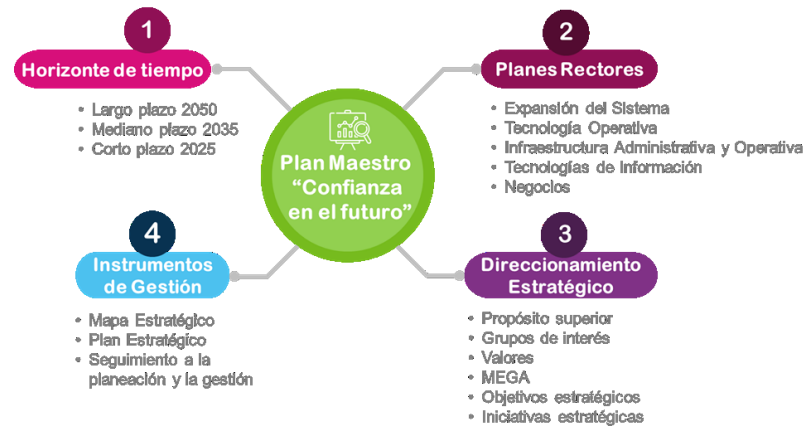 1
Horizonte de tiempo
• Largo plazo 2050
• Mediano plazo 2035
• Corto plazo 2025
2
Planes Rectores
• Expansión del Sistema
• Tecnología Operativa
• Infraestructura Administrativa y Operativa
• Tecnologías de Información
• Negocios
Plan Maestro
“Confianza
en el futuro”
3
Direccionamiento
Estratégico
• Propósito superior
• Grupos de interés
• Valores
• MEGA
• Objetivos estratégicos
• Iniciativas estratégicas
4
Instrumentos
de Gestión
• Mapa Estratégico
• Plan Estratégico
• Seguimiento a la
planeación y la gestión